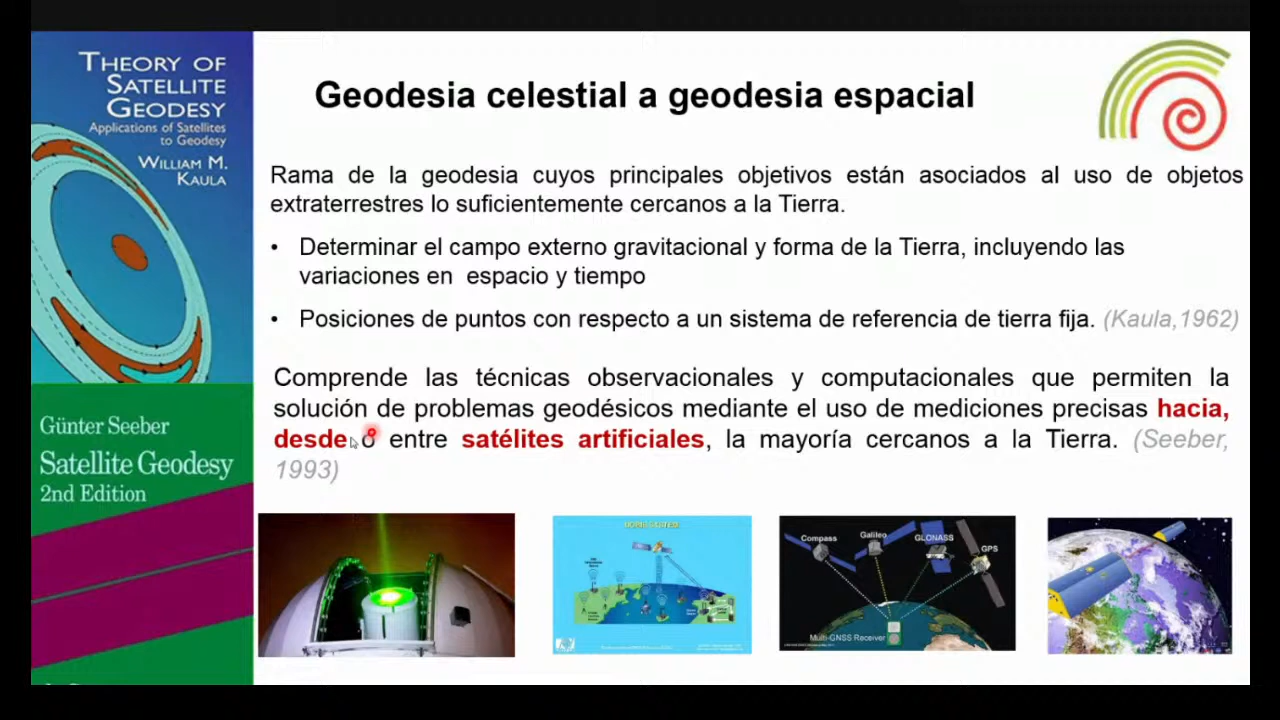 THEORY OF
SATELLITE
GEODESY
Applications of Satellites
to Geodesy
WILLIAM M.
KAULA
Günter Seeber
Satellite Geodesy
2nd Edition
Geodesia celestial a geodesia espacial
Rama de la geodesia cuyos principales objetivos están asociados al uso de objetos
extraterrestres lo suficientemente cercanos a la Tierra.
• Determinar el campo externo gravitacional y forma de la Tierra, incluyendo las
variaciones en espacio y tiempo
• Posiciones de puntos con respecto a un sistema de referencia de tierra fija. (Kaula,1962)
Comprende las técnicas observacionales y computacionales que permiten la
solución de problemas geodésicos mediante el uso de mediciones precisas hacia,
desde o entre satélites artificiales, la mayoría cercanos a la Tierra. (Seeber,
1993)
Compass
Galileo
GLONASS
GPS
Multi-GNSS Receiver